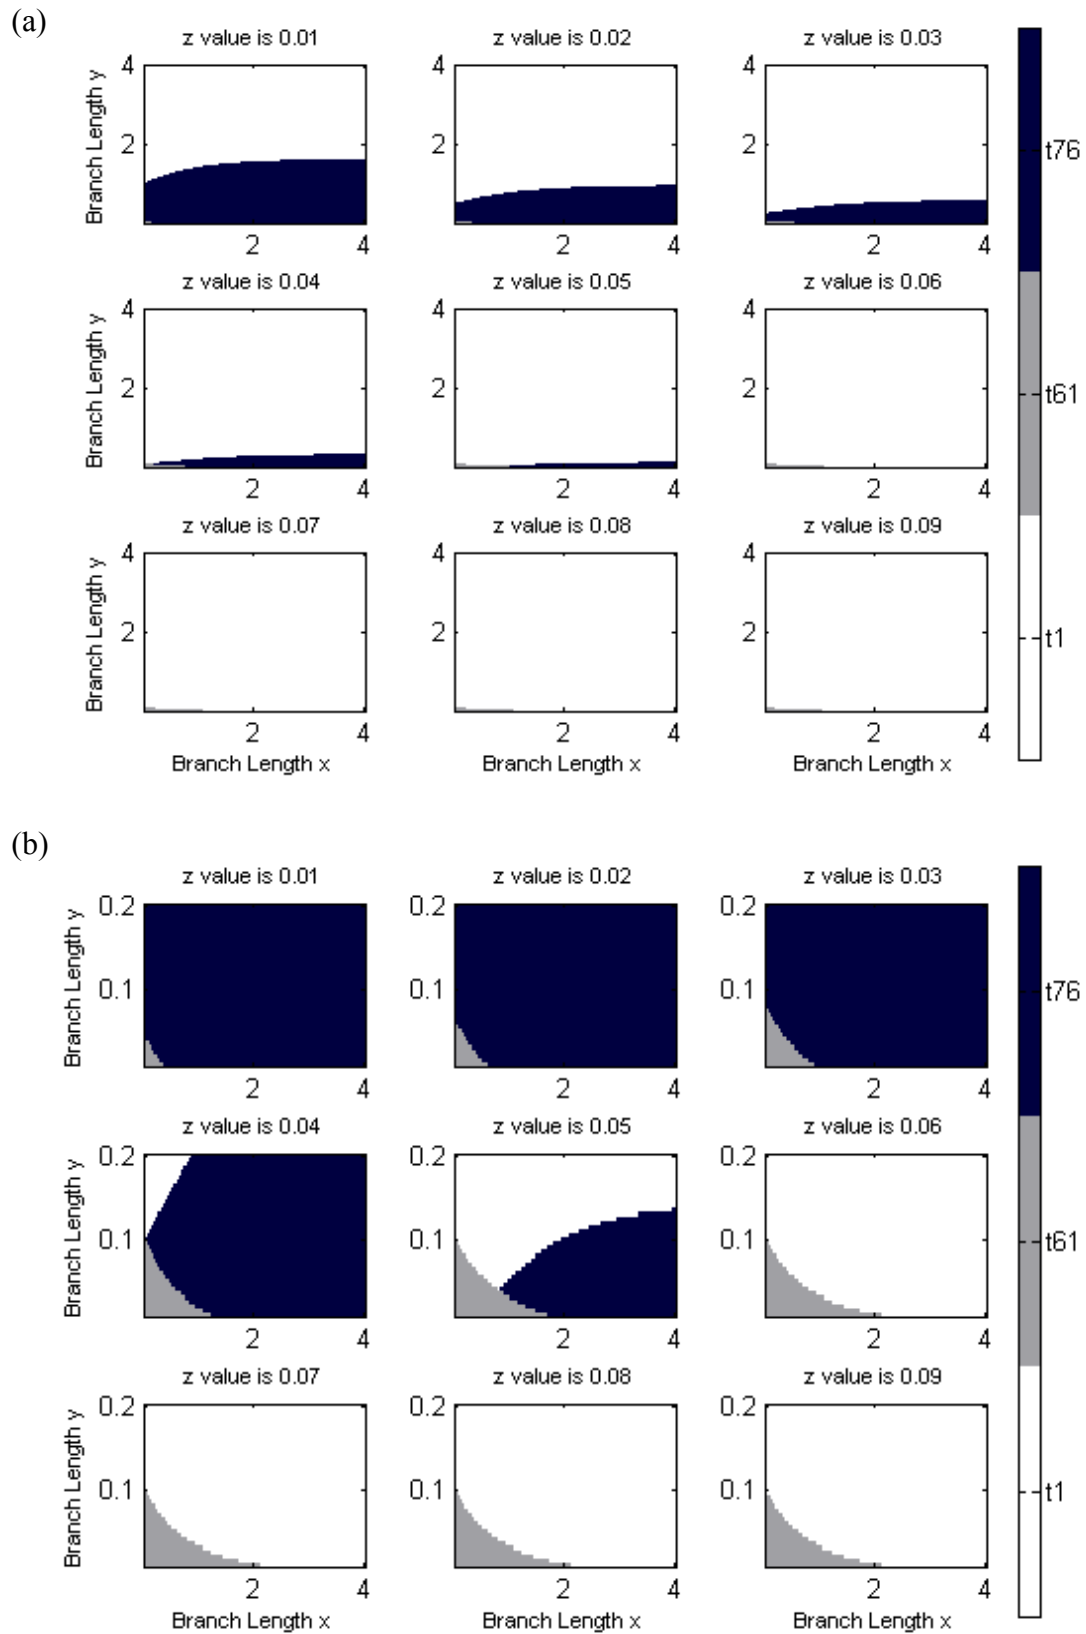 (a)
z value is 0.01 z value is 0.02 z value is 0.03
4 4 4
Branch Length y
2 2 2
t76
2 4 2 4 2 4
z value is 0.04 z value is 0.05 z value is 0.06
4 4 4
Branch Length y
2 2 2
t61
2 4 2 4 2 4
z value is 0.07 z value is 0.08 z value is 0.09
4 4 4
Branch Length y
2 2 2
t1
2 4 2 4 2 4
Branch Length x Branch Length x Branch Length x
(b)
z value is 0.01 z value is 0.02 z value is 0.03
0.2 0.2 0.2
Branch Length y
0.1 0.1 0.1
t76
2 4 2 4 2 4
z value is 0.04 z value is 0.05 z value is 0.06
0.2 0.2 0.2
Branch Length y
0.1 0.1 0.1
t61
2 4 2 4 2 4
z value is 0.07 z value is 0.08 z value is 0.09
0.2 0.2 0.2
Branch Length y
0.1 0.1 0.1
t1
2 4 2 4 2 4
Branch Length x Branch Length x Branch Length x